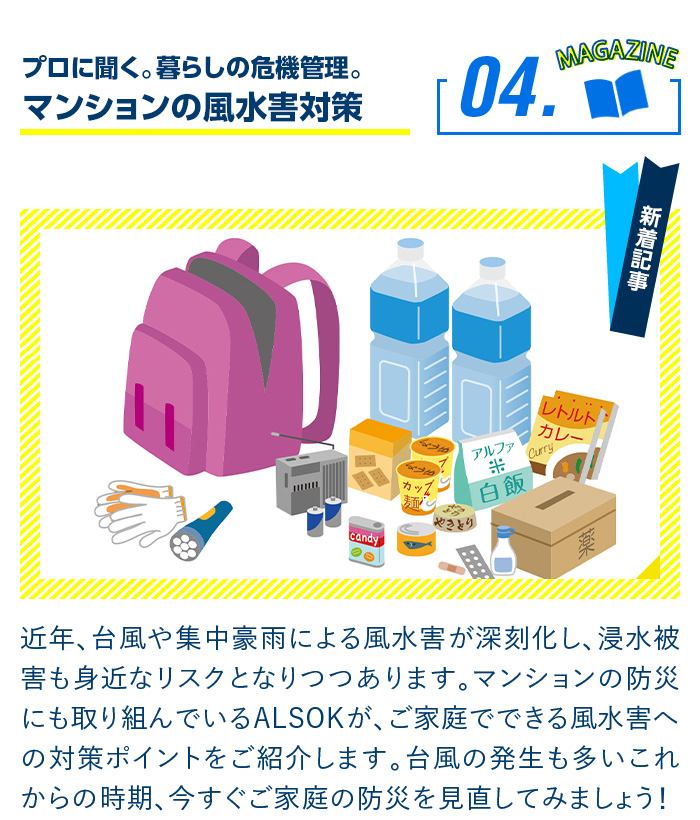 プロに聞く。暮らしの危機管理。
マンションの風水害対策
04.
MAGAZINE
新着記事
レトルト
カレー
Curry
アルファ
米
白飯
カップ
麺
やきとり
candy
薬
近年、台風や集中豪雨による風水害が深刻化し、浸水被
害も身近なリスクとなりつつあります。マンションの防災
にも取り組んでいるALSOKが、ご家庭でできる風水害へ
の対策ポイントをご紹介します。台風の発生も多いこれ
からの時期、今すぐご家庭の防災を見直してみましょう!